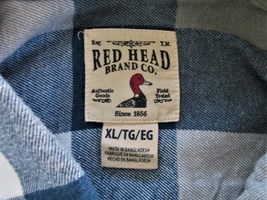 Est. T.M.
RED HEAD
BRAND CO.
Authentic Goods
Field Tested
Since 1856
XL/TG/EG
MADE IN BANGLADESH
FABRIQUÉ EN BANGLADESH
HECHO EN BANGLADESH